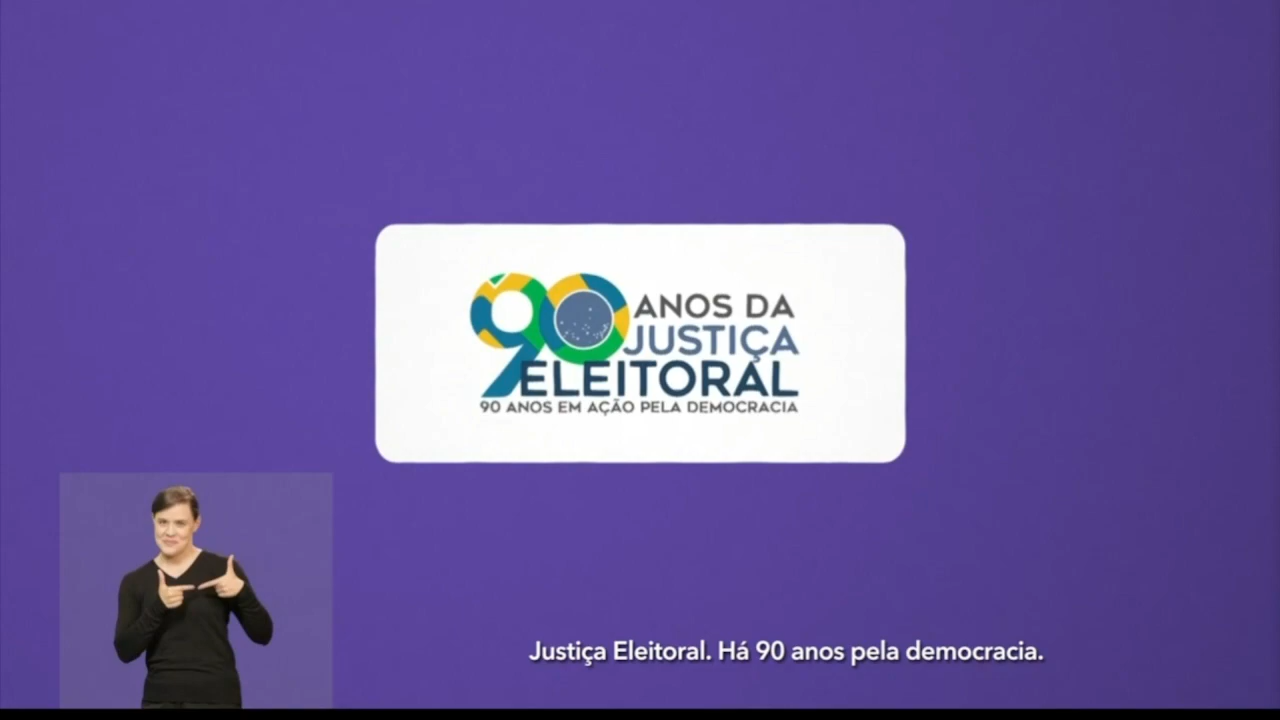 90 ANOS DA
JUSTIÇA
ELEITORAL
90 ANOS EM AÇÃO PELA DEMOCRACIA
Justiça Eleitoral. Há 90 anos pela democracia.